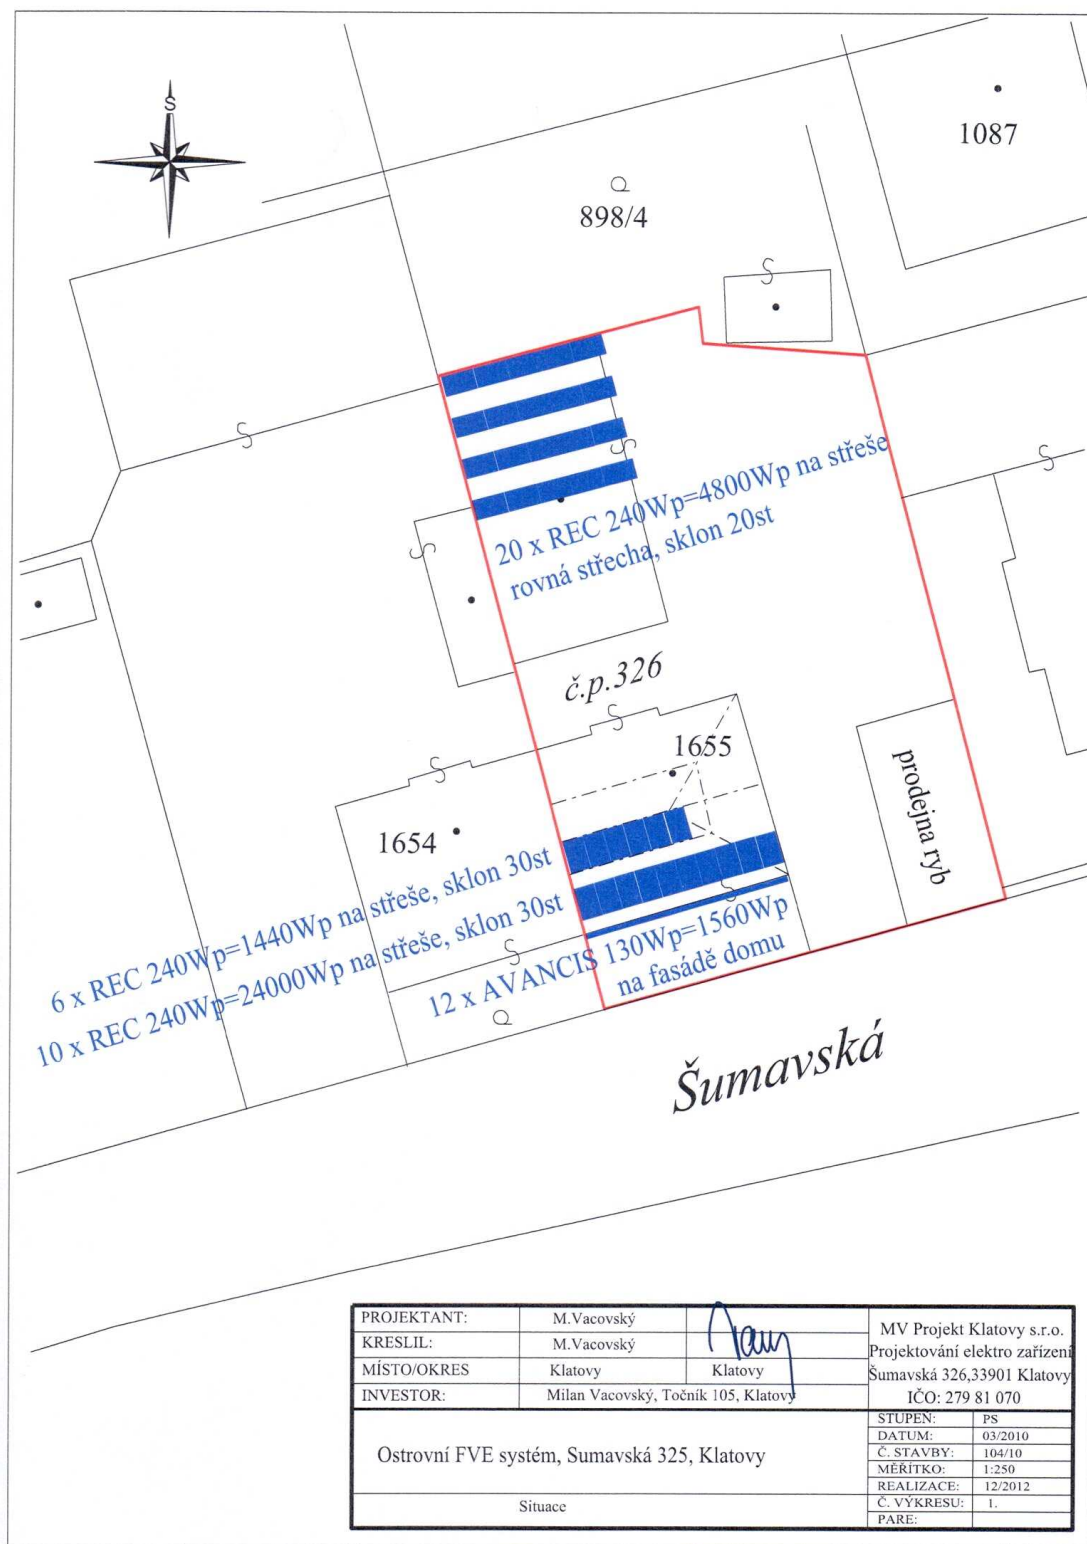 S
1087
898/4
20 x REC 240Wp=4800Wp na střeše
rovná střecha, sklon 20st
č.p.326
1655
prodejna ryb
1654
6 x REC 240Wp=1440Wp na střeše, sklon 30st
10 x REC 240Wp=24000Wp na střeše, sklon 30st
12 x AVANCIS 130Wp=1560Wp
na fasádě domu
Šumavská
PROJEKTANT: M.Vacovský
KRESLIL: M.Vacovský
MÍSTO/OKRES Klatovy Klatovy
INVESTOR: Milan Vacovský, Točník 105, Klatovy
MV Projekt Klatovy s.r.o.
Projektování elektro zařízení
Šumavská 326,33901 Klatovy
IČO: 279 81 070
Ostrovní FVE systém, Sumavská 325, Klatovy
Situace
STUPEŇ: PS
DATUM: 03/2010
Č. STAVBY: 104/10
MĚŘÍTKO: 1:250
REALIZACE: 12/2012
Č. VÝKRESU: 1.
PARE: